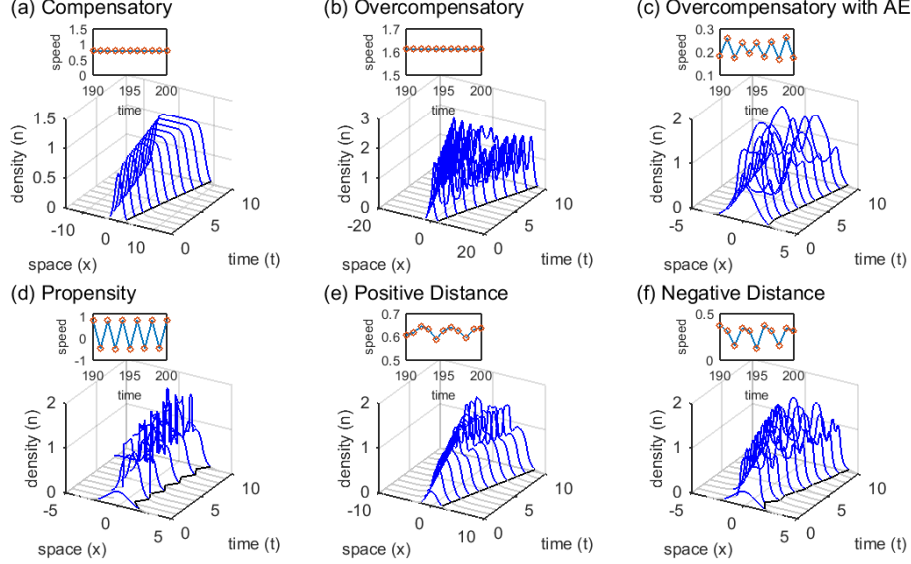 (a) Compensatory
(b) Overcompensatory
(c) Overcompensatory with AE
speed
1.5
1
0.5
0
190
195
200
time
density (n)
1.5
1
0.5
0
-10
0
10
space (x)
0
5
10
time (t)
speed
1.7
1.6
1.5
190
195
200
time
density (n)
3
2
1
0
-20
0
20
space (x)
0
5
10
time (t)
speed
0.3
0.2
0.1
190
195
200
time
density (n)
2
1
0
-5
0
5
space (x)
0
5
10
time (t)
(d) Propensity
(e) Positive Distance
(f) Negative Distance
speed
1
0
-1
190
195
200
time
density (n)
2
1
0
-5
0
5
space (x)
0
5
10
time (t)
speed
0.7
0.6
0.5
190
195
200
time
density (n)
2
1
0
-10
0
10
space (x)
0
5
10
time (t)
speed
0.5
0
190
195
200
time
density (n)
2
1
0
-5
0
5
space (x)
0
5
10
time (t)